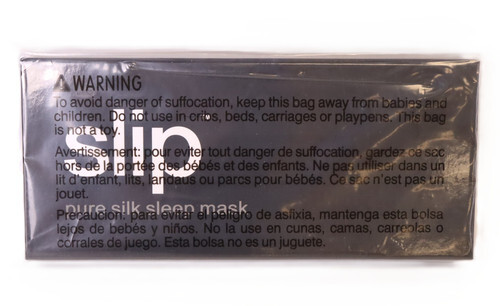 WARNING
To avoid danger of suffocation, keep this bag away from babies and
children. Do not use in cribs, beds, carriages or playpens. This bag
is not a toy.
slip
Avertissement: pour eviter tout danger de suffocation, gardez ce sac
hors de la portée des bébés et des enfants. Ne pas utiliser dans un
lit d'enfant, lits, landaus ou parcs pour bébés. Ce sac n'est pas un
jouet.
pure silk sleep mask
Precaucion: para evitar el peligro de asfixia, mantenga esta bolsa
lejos de bebés y niños. No la use en cunas, camas, carreolas o
corrales de juego. Esta bolsa no es un juguete.